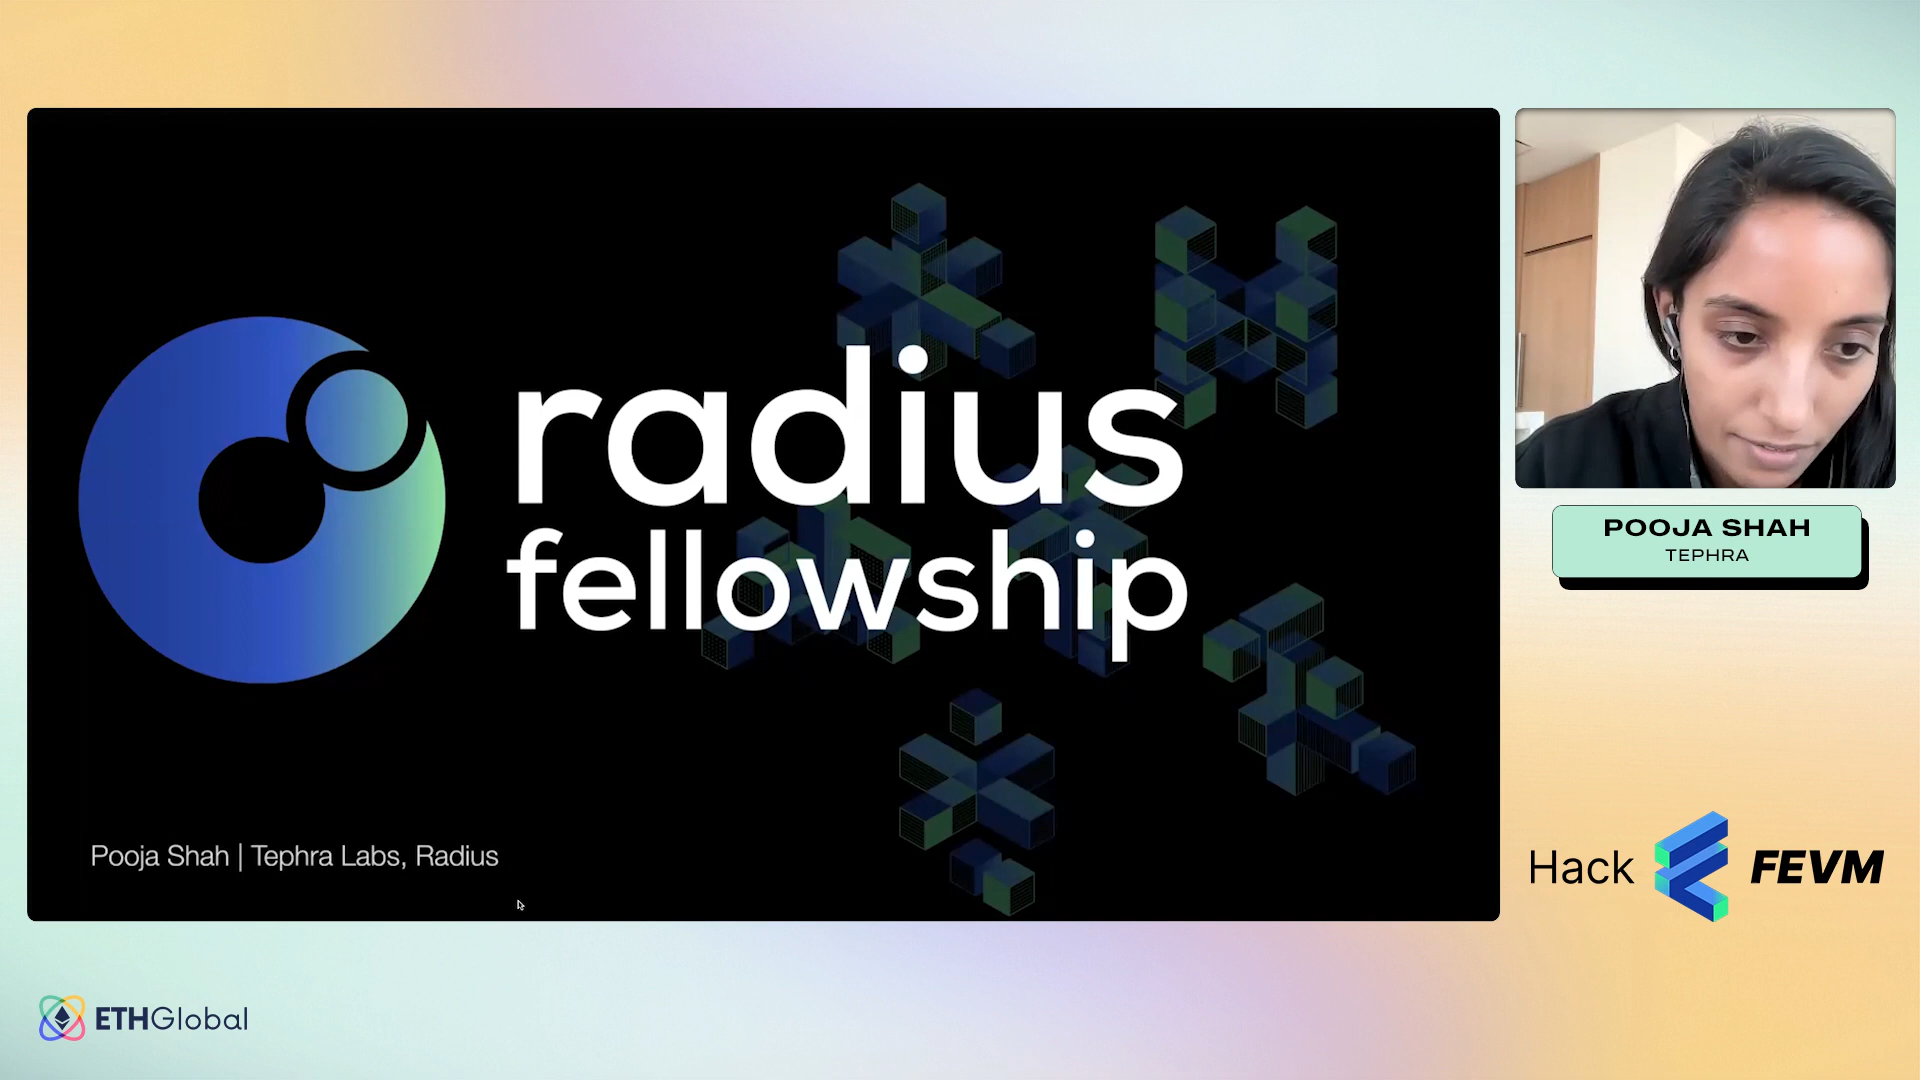 radius
fellowship
Pooja Shah | Tephra Labs, Radius
POOJA SHAH
TEPHRA
Hack FEVM
ETHGlobal